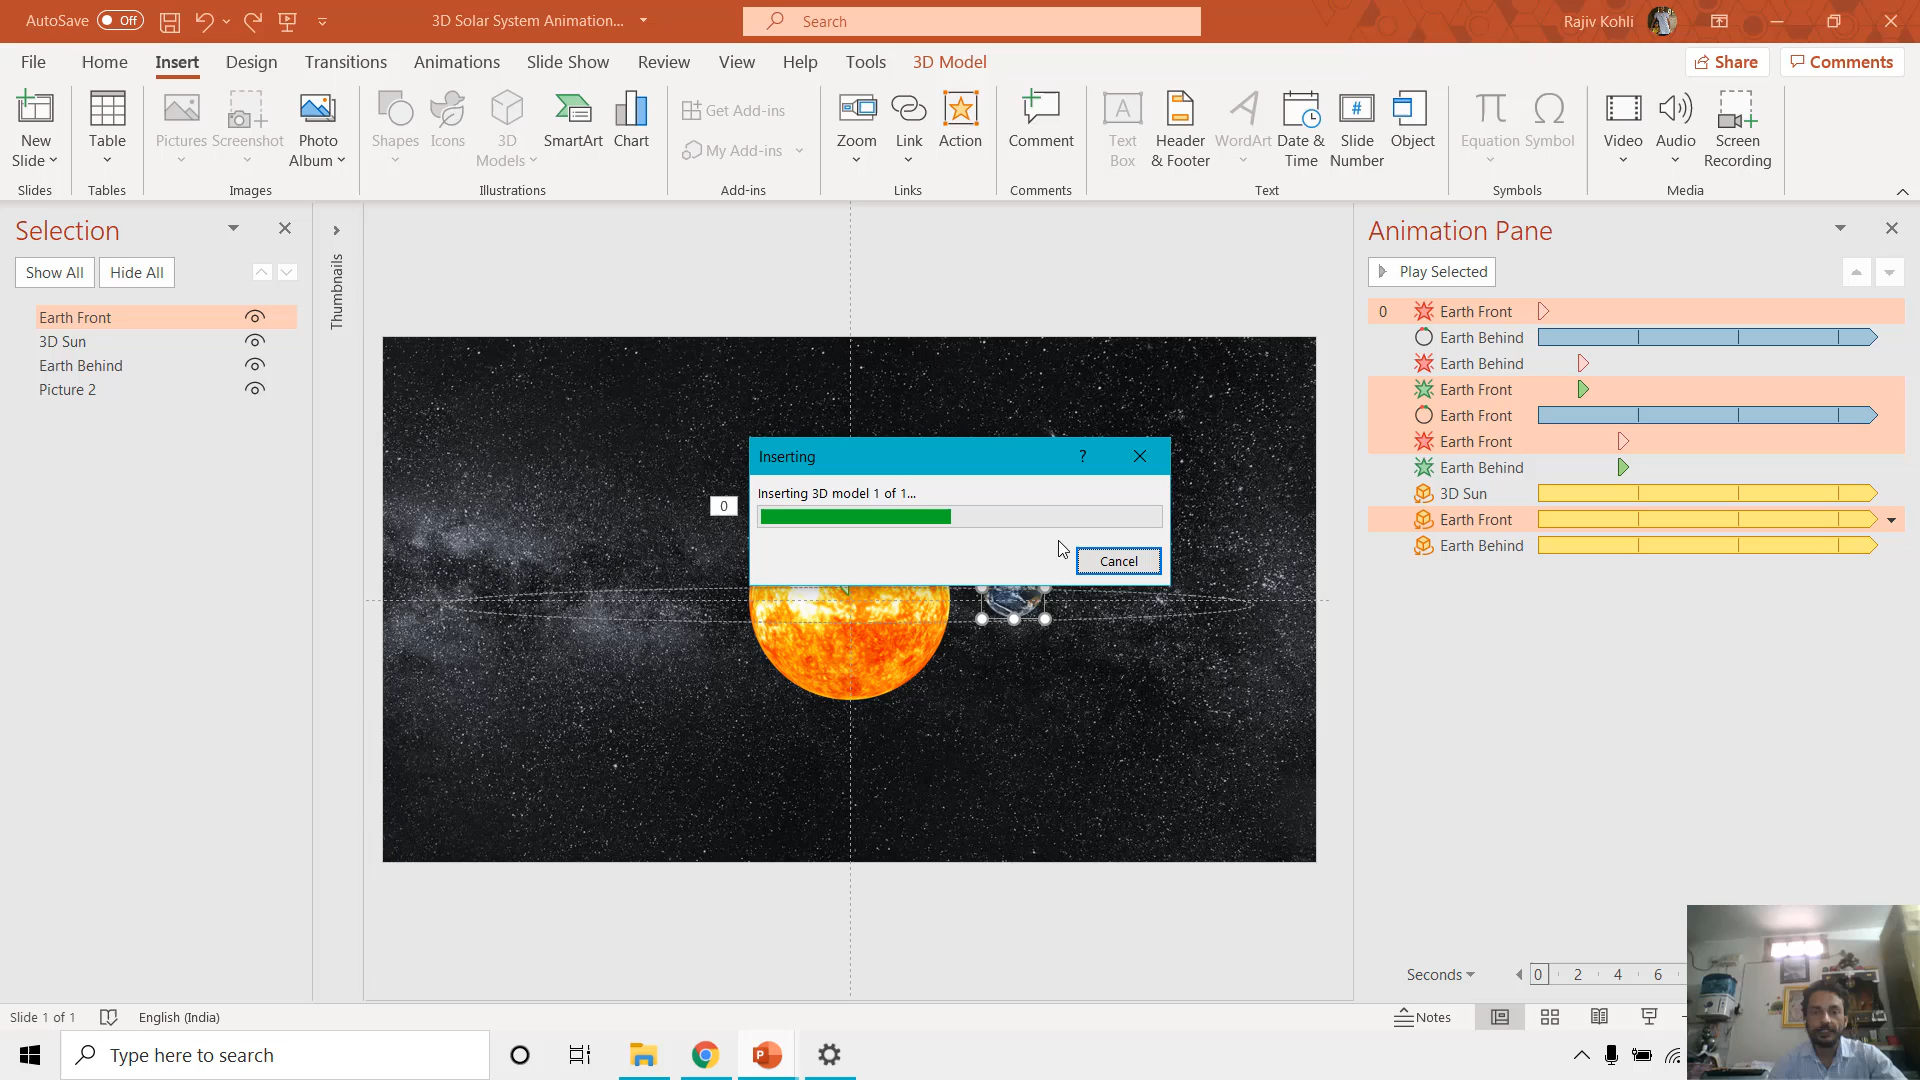 AutoSave Off 3D Solar System Animation... Search Rajiv Kohli
File Home Insert Design Transitions Animations Slide Show Review View Help Tools 3D Model Share Comments
New Slide
Table
Pictures
Screenshot
Photo Album
Shapes
Icons
3D Models
SmartArt
Chart
Get Add-ins
My Add-ins
Zoom
Link
Action
Comment
Text Box
Header & Footer
WordArt
Date & Time
Slide Number
Object
Equation
Symbol
Video
Audio
Screen Recording
Slides Tables Images Illustrations Add-ins Links Comments Text Symbols Media
Selection
Show All Hide All
Earth Front
3D Sun
Earth Behind
Picture 2
Thumbnails
Inserting ?
Inserting 3D model 1 of 1...
0
Cancel
Animation Pane
Play Selected
0 Earth Front
Earth Behind
Earth Behind
Earth Front
Earth Front
Earth Front
Earth Behind
3D Sun
Earth Front
Earth Behind
Seconds 0 2 4 6
Slide 1 of 1 English (India) Notes
Type here to search